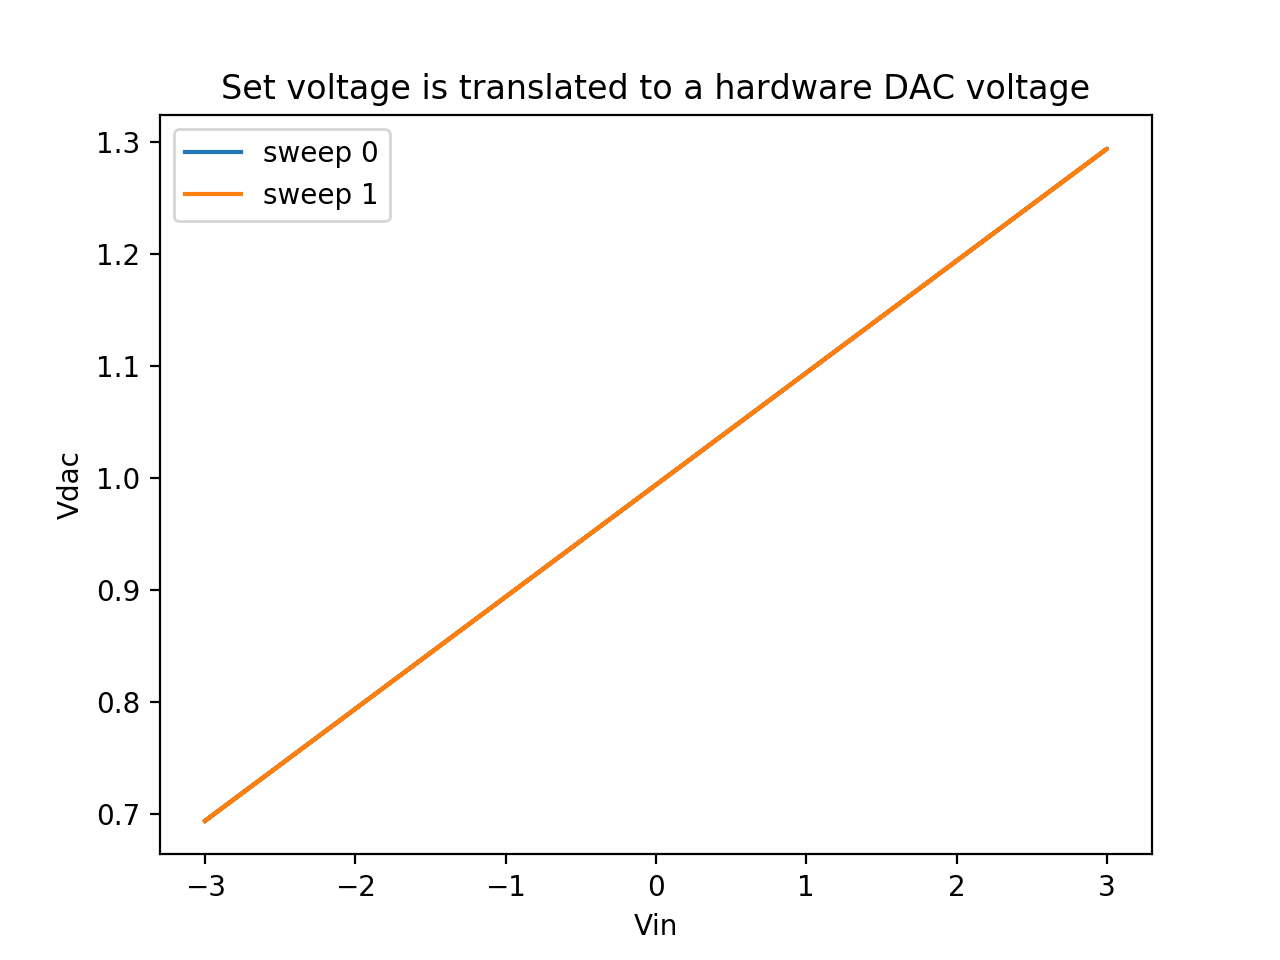 Set voltage is translated to a hardware DAC voltage
sweep 0
sweep 1
1.3
1.2
1.1
1.0
0.9
0.8
0.7
Vdac
−3
−2
−1
0
1
2
3
Vin